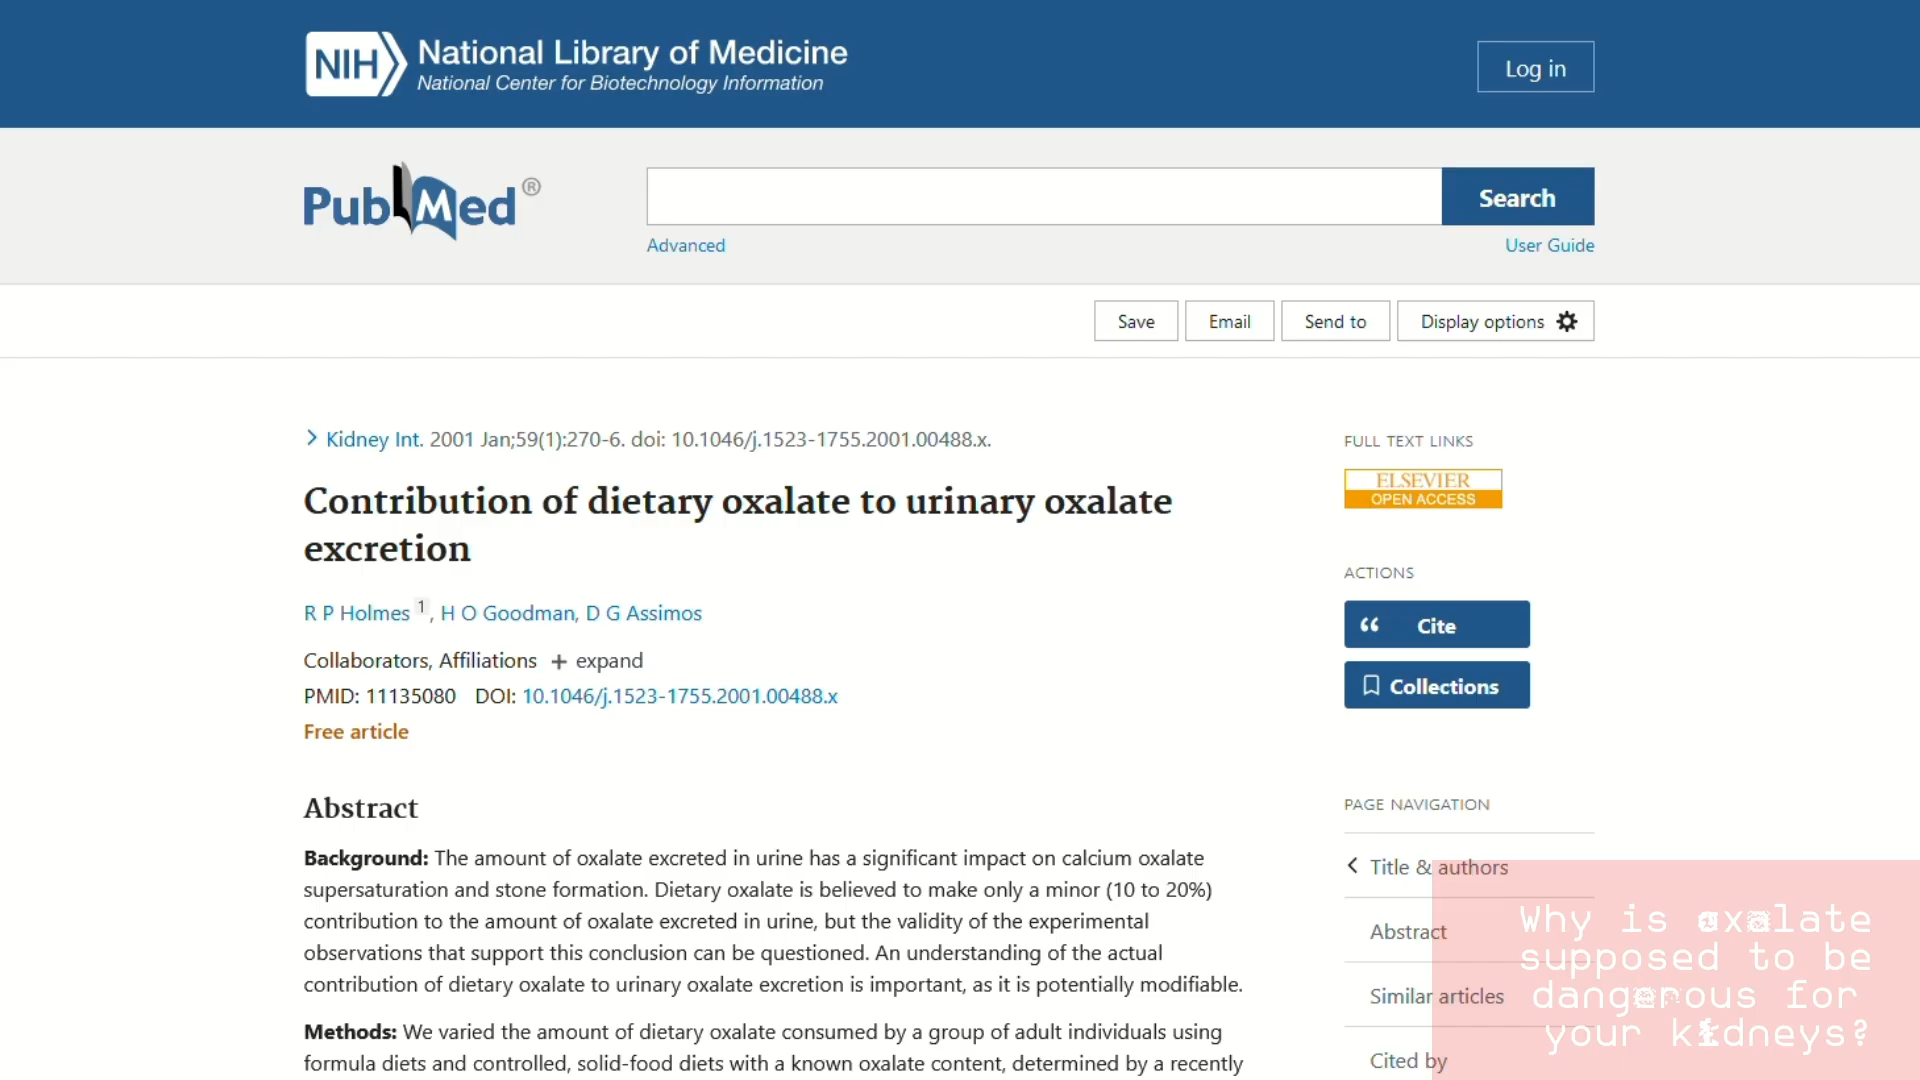 NIH National Library of Medicine
National Center for Biotechnology Information
Log in
PubMed®
Search
Advanced
User Guide
Save
Email
Send to
Display options
Kidney Int. 2001 Jan;59(1):270-6. doi: 10.1046/j.1523-1755.2001.00488.x.
Contribution of dietary oxalate to urinary oxalate
excretion
R P Holmes 1, H O Goodman, D G Assimos
Collaborators, Affiliations + expand
PMID: 11135080 DOI: 10.1046/j.1523-1755.2001.00488.x
Free article
Abstract
Background: The amount of oxalate excreted in urine has a significant impact on calcium oxalate
supersaturation and stone formation. Dietary oxalate is believed to make only a minor (10 to 20%)
contribution to the amount of oxalate excreted in urine, but the validity of the experimental
observations that support this conclusion can be questioned. An understanding of the actual
contribution of dietary oxalate to urinary oxalate excretion is important, as it is potentially modifiable.
Methods: We varied the amount of dietary oxalate consumed by a group of adult individuals using
formula diets and controlled, solid-food diets with a known oxalate content, determined by a recently
FULL TEXT LINKS
ELSEVIER
OPEN ACCESS
ACTIONS
Cite
Collections
PAGE NAVIGATION
Title & authors
Abstract
Similar articles
Cited by
Why is oxalate
supposed to be
dangerous for
your kidneys?